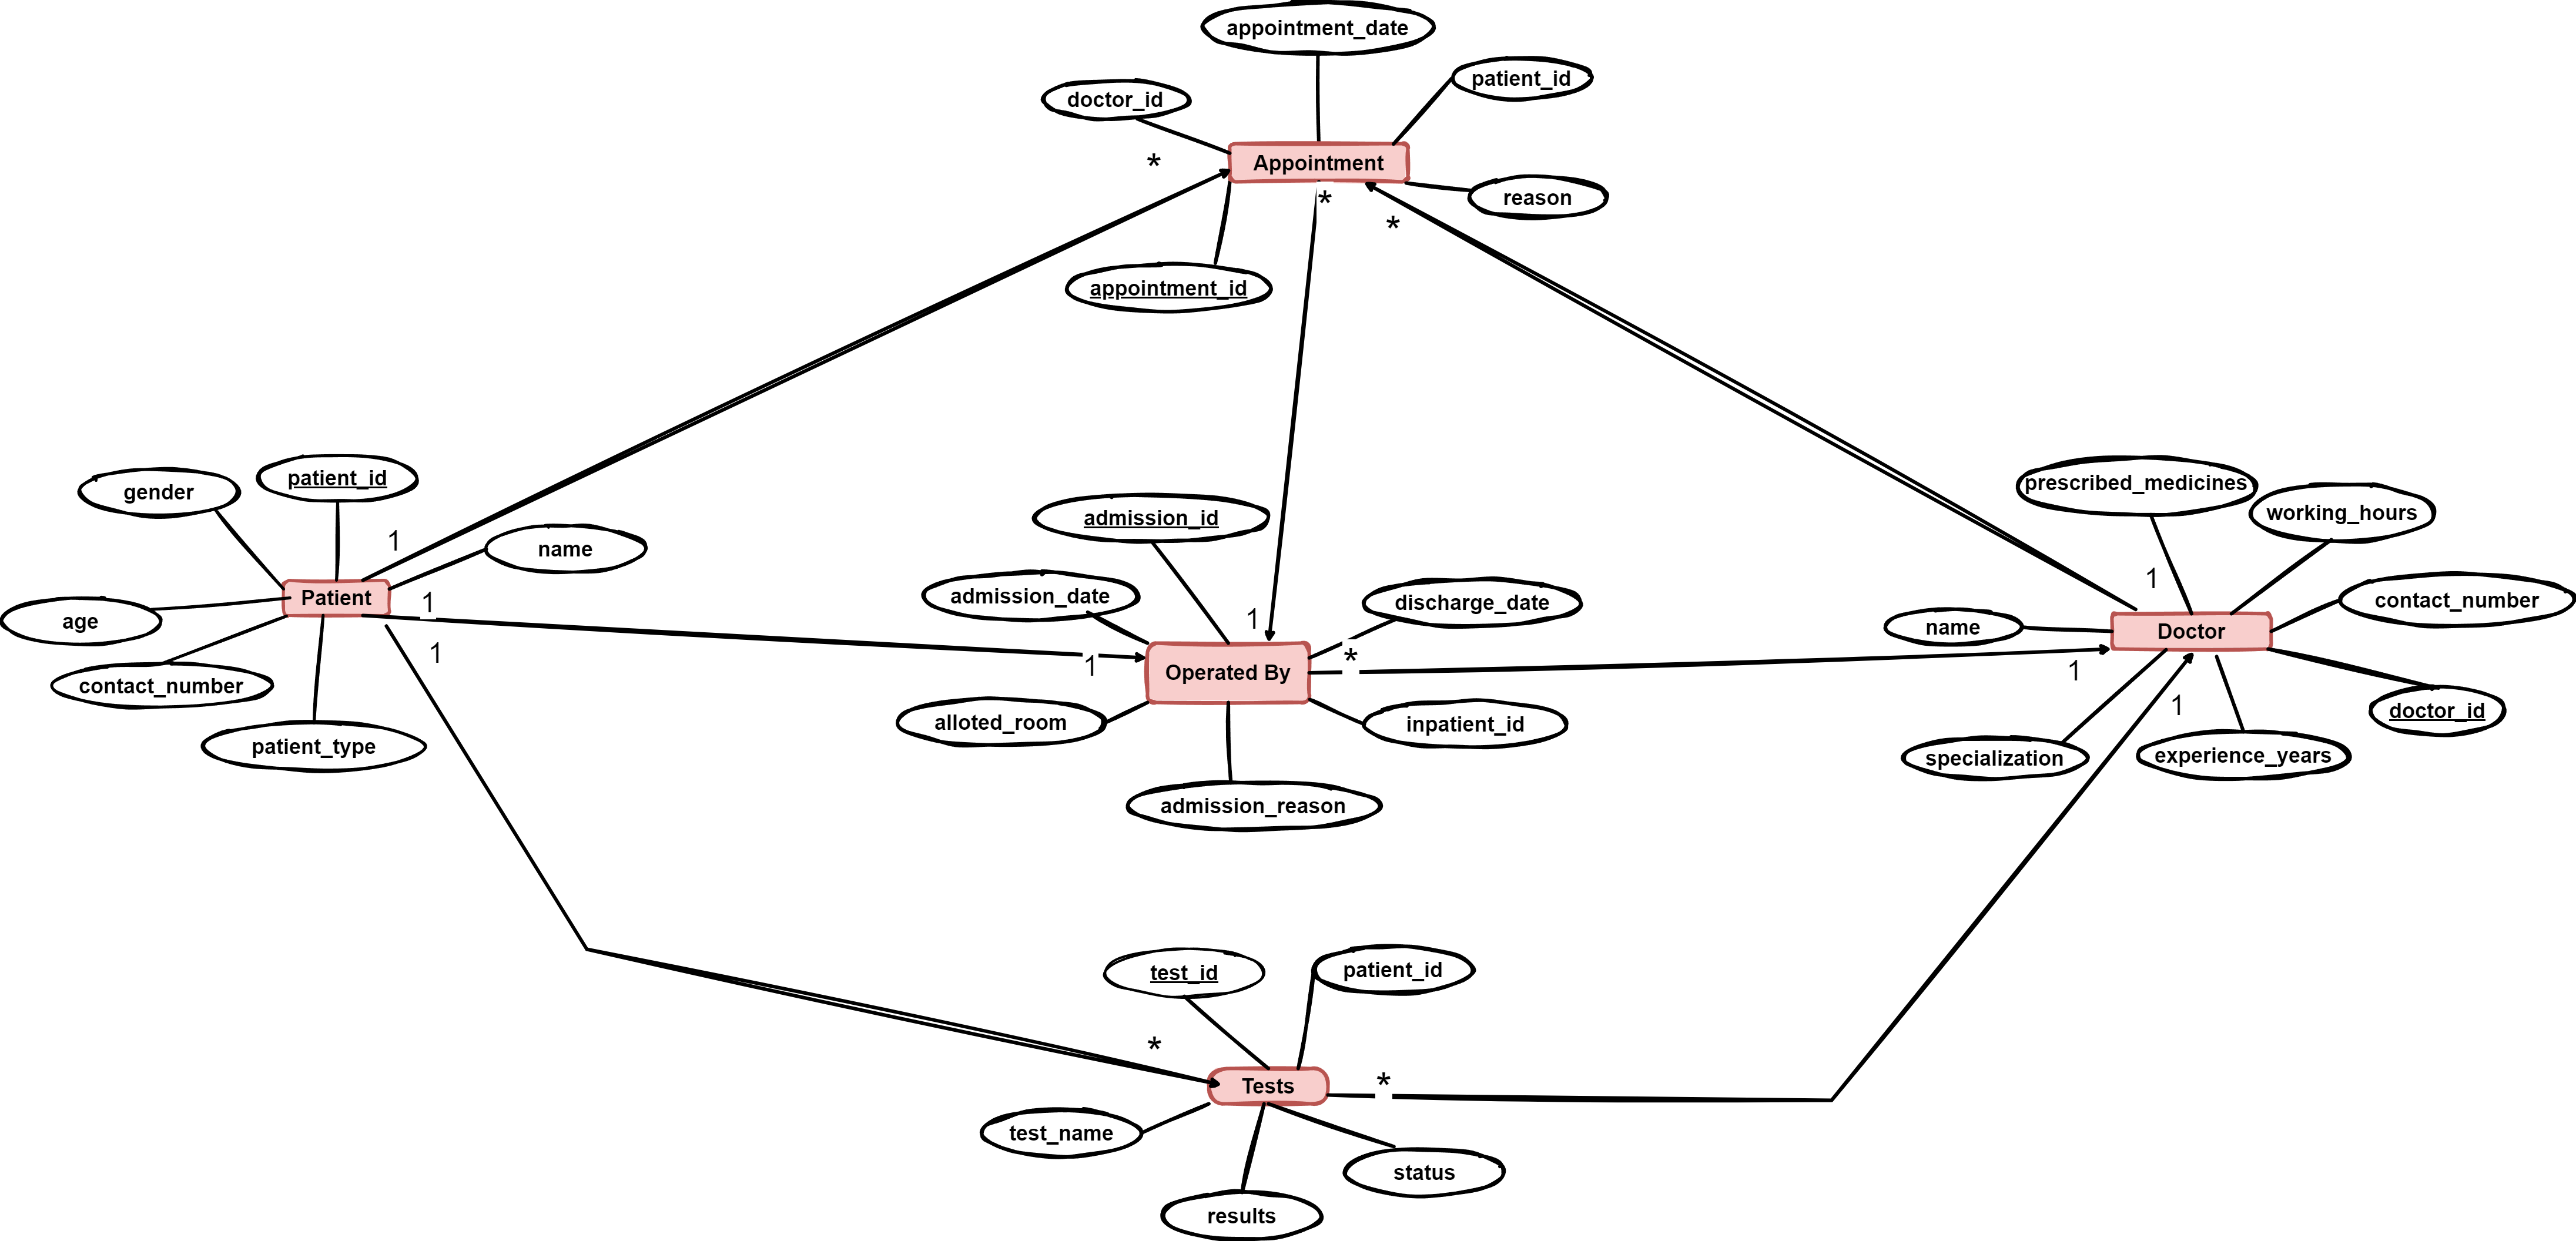 appointment_date
patient_id
doctor_id
*
Appointment
reason
*
*
appointment_id
gender
patient_id
name
1
age
Patient
1
1
contact_number
patient_type
admission_id
admission_date
1
discharge_date
1
Operated By
*
alloted_room
inpatient_id
admission_reason
prescribed_medicines
working_hours
1
contact_number
name
Doctor
1
1
doctor_id
specialization
experience_years
test_id
patient_id
*
Tests
*
test_name
status
results